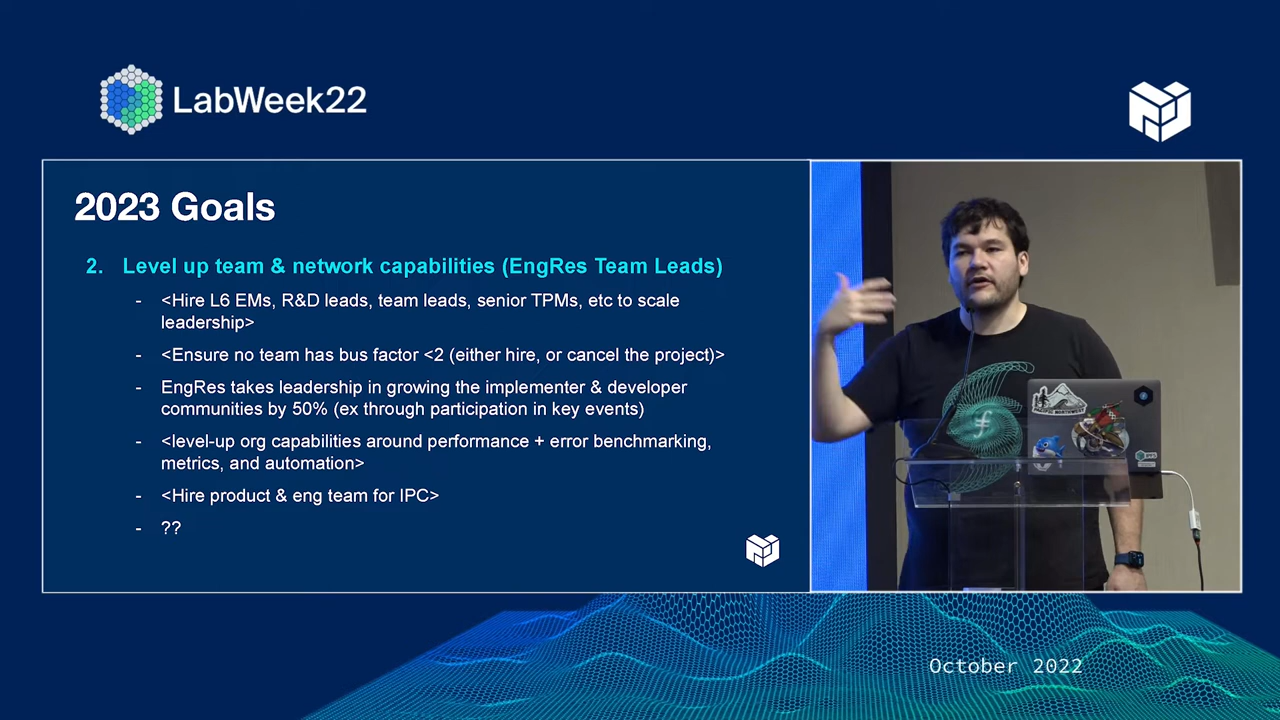 LabWeek22
2023 Goals
2. Level up team & network capabilities (EngRes Team Leads)
- <Hire L6 EMs, R&D leads, team leads, senior TPMs, etc to scale
leadership>
- <Ensure no team has bus factor <2 (either hire, or cancel the project)>
- EngRes takes leadership in growing the implementer & developer
communities by 50% (ex through participation in key events)
- <level-up org capabilities around performance + error benchmarking,
metrics, and automation>
- <Hire product & eng team for IPC>
- ??
October 2022